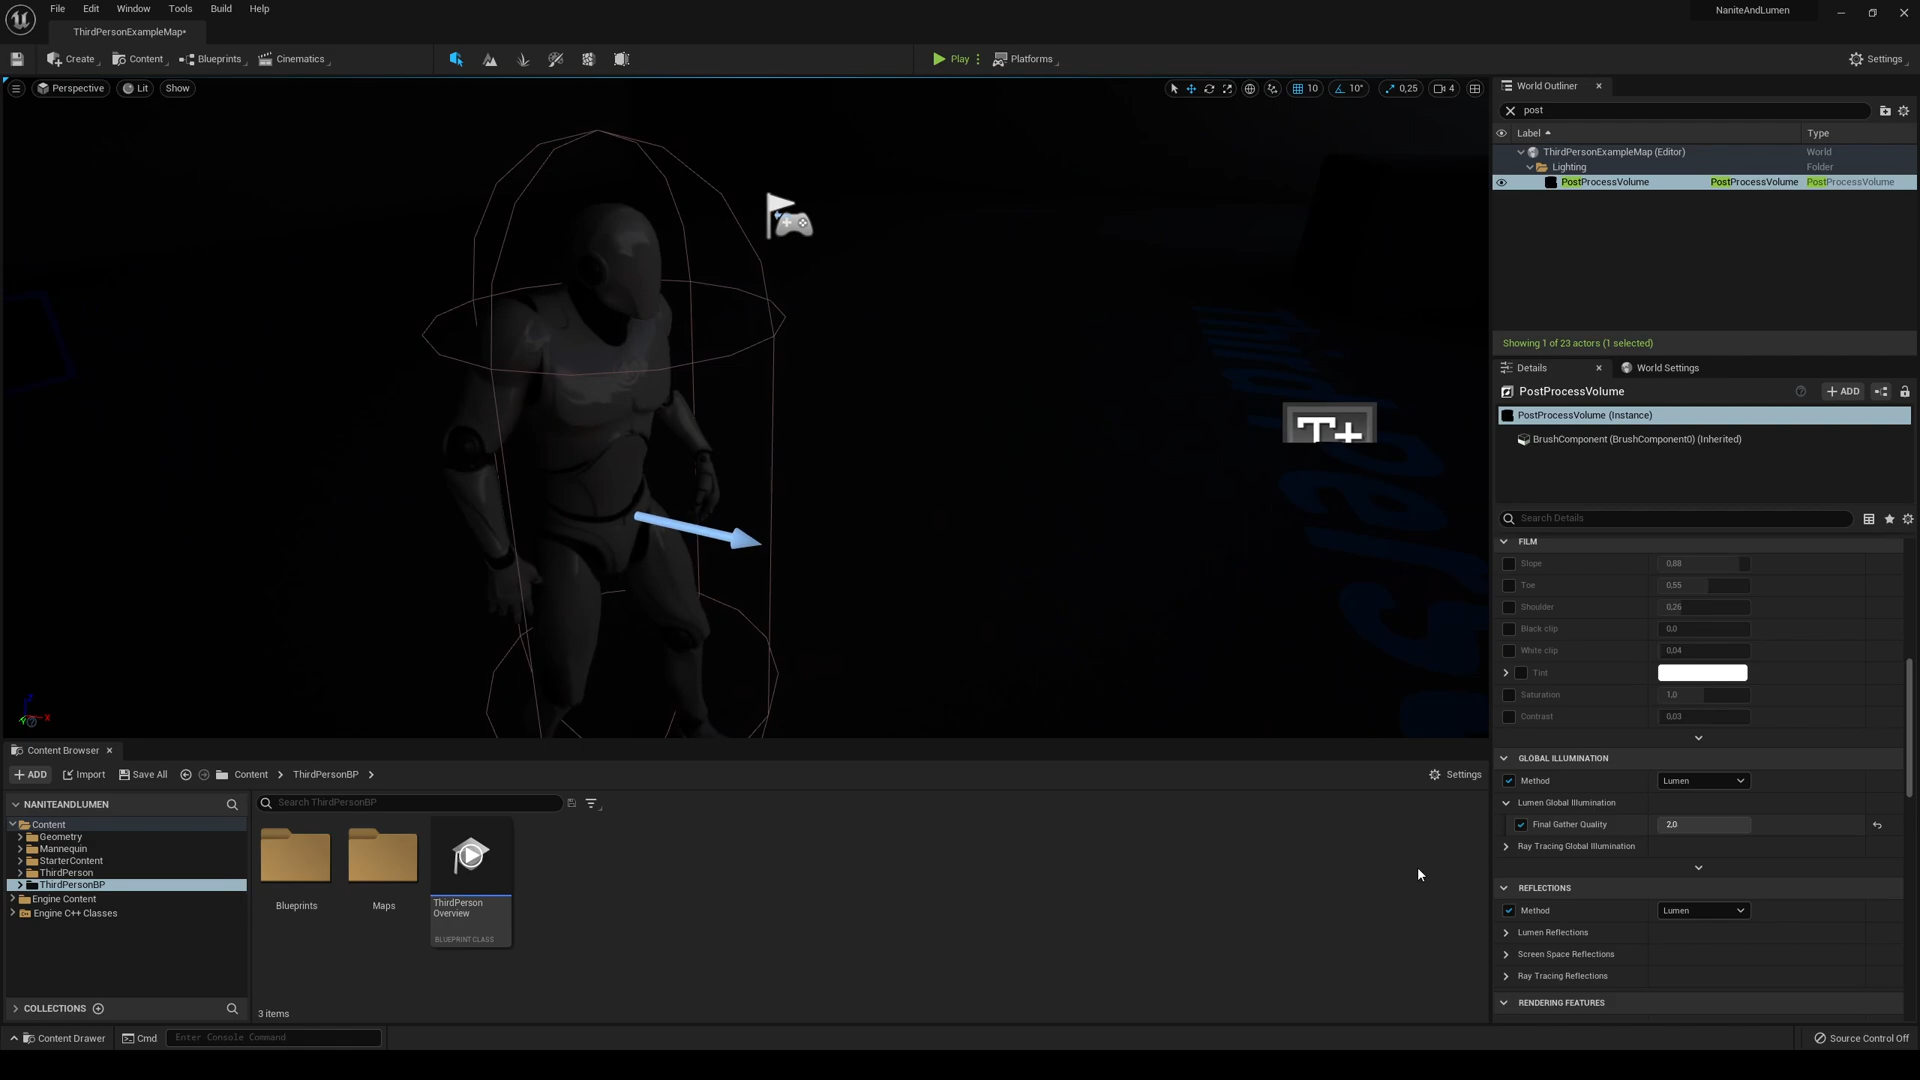 File Edit Window Tools Build Help
NaniteAndLumen
ThirdPersonExampleMap*
Create Content Blueprints Cinematics
Play Platforms
Settings
Perspective Lit Show
10 10° 0,25 4
T+
World Outliner
post
Label Type
ThirdPersonExampleMap (Editor) World
Lighting Folder
PostProcessVolume PostProcessVolume PostProcessVolume
Showing 1 of 23 actors (1 selected)
Details World Settings
PostProcessVolume + ADD
PostProcessVolume (Instance)
BrushComponent (BrushComponent0) (Inherited)
Search Details
FILM
Slope 0,88
Toe 0,55
Shoulder 0,26
Black clip 0,0
White clip 0,04
Tint
Saturation 1,0
Contrast 0,03
GLOBAL ILLUMINATION
Method Lumen
Lumen Global Illumination
Final Gather Quality 2,0
Ray Tracing Global Illumination
REFLECTIONS
Method Lumen
Lumen Reflections
Screen Space Reflections
Ray Tracing Reflections
RENDERING FEATURES
Content Browser
+ ADD Import Save All Content ThirdPersonBP
Settings
NANITEANDLUMEN
Search ThirdPersonBP
Content
Geometry
Mannequin
StarterContent
ThirdPerson
ThirdPersonBP
Engine Content
Engine C++ Classes
Blueprints
Maps
ThirdPerson
Overview
BLUEPRINT CLASS
COLLECTIONS
3 items
Content Drawer Cmd Enter Console Command
Source Control Off